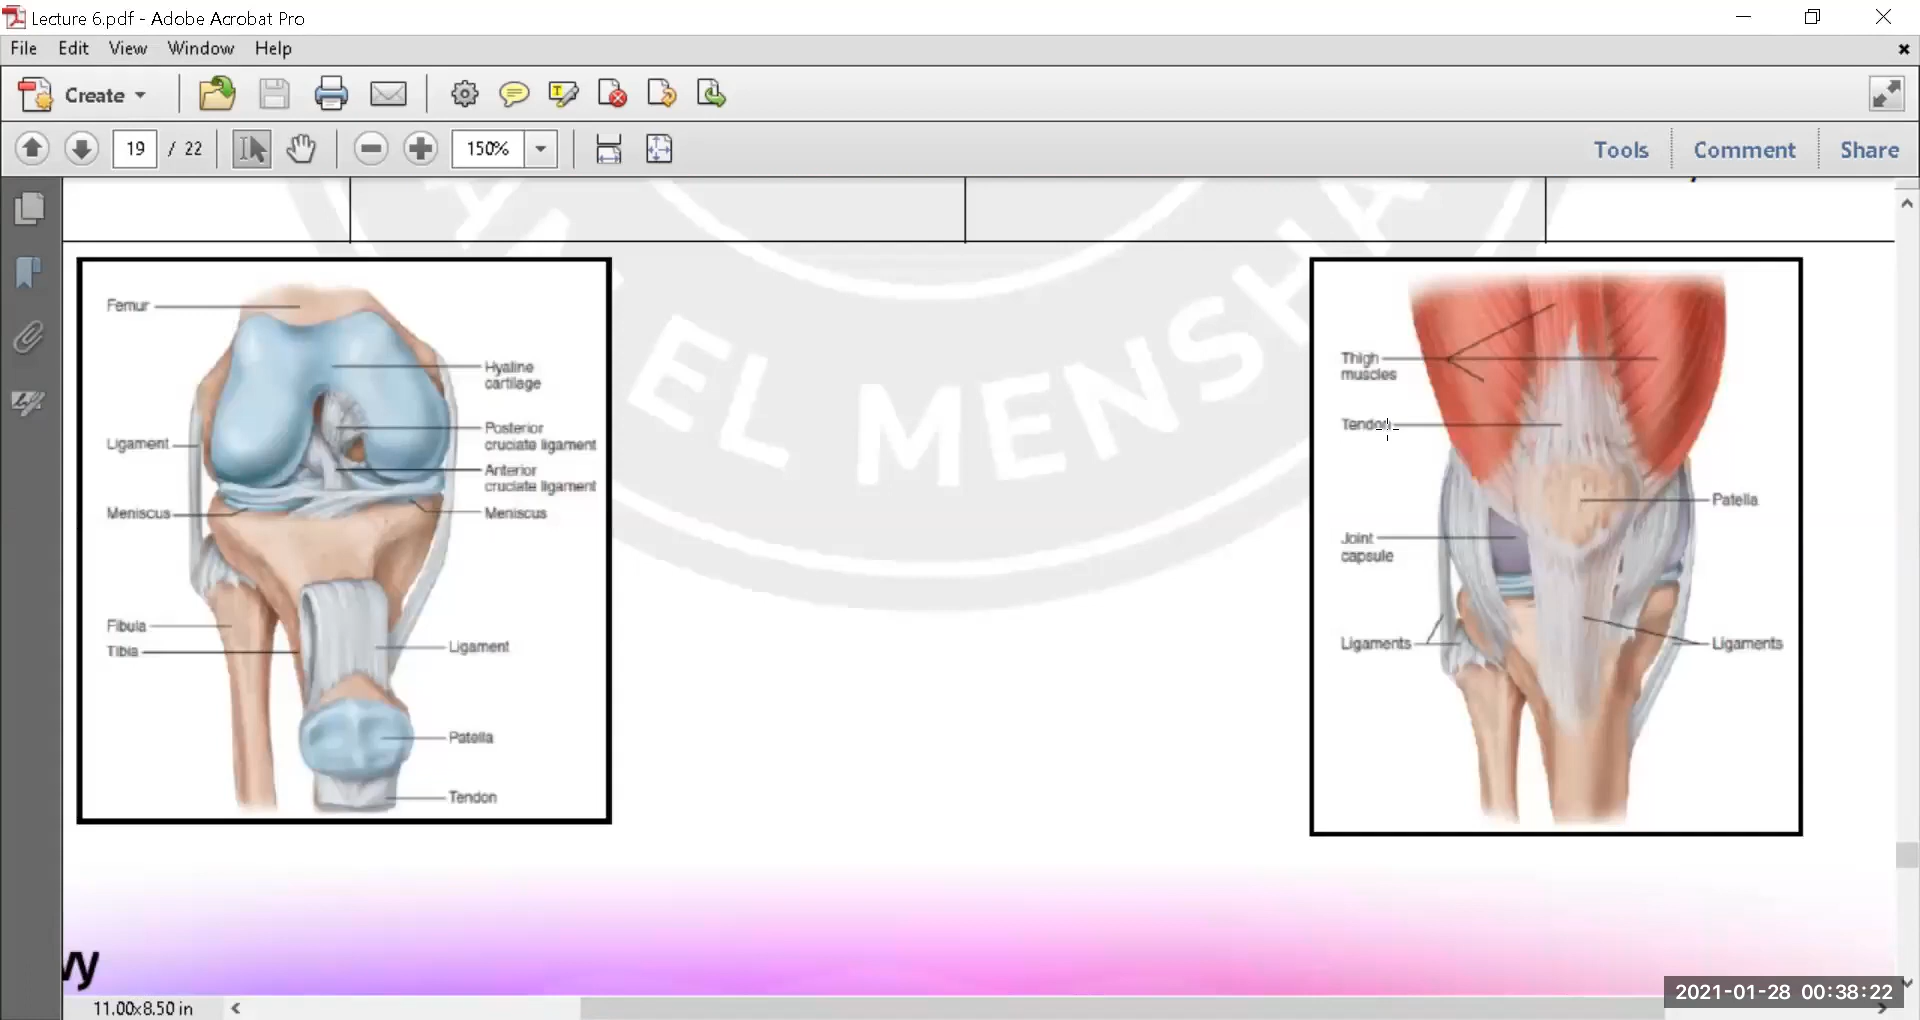 Lecture 6.pdf - Adobe Acrobat Pro
File Edit View Window Help
Create
19 / 22 150% Tools Comment Share
EL MENSHA
Femur
Hyaline
cartilage
Posterior
cruciate ligament
Ligament
Anterior
cruciate ligament
Meniscus
Meniscus
Fibula
Tibia
Ligament
Patella
Tendon
Thigh
muscles
Tendon
Patella
Joint
capsule
Ligaments
Ligaments
vy
11.00x8.50 in
2021-01-28 00:38:22